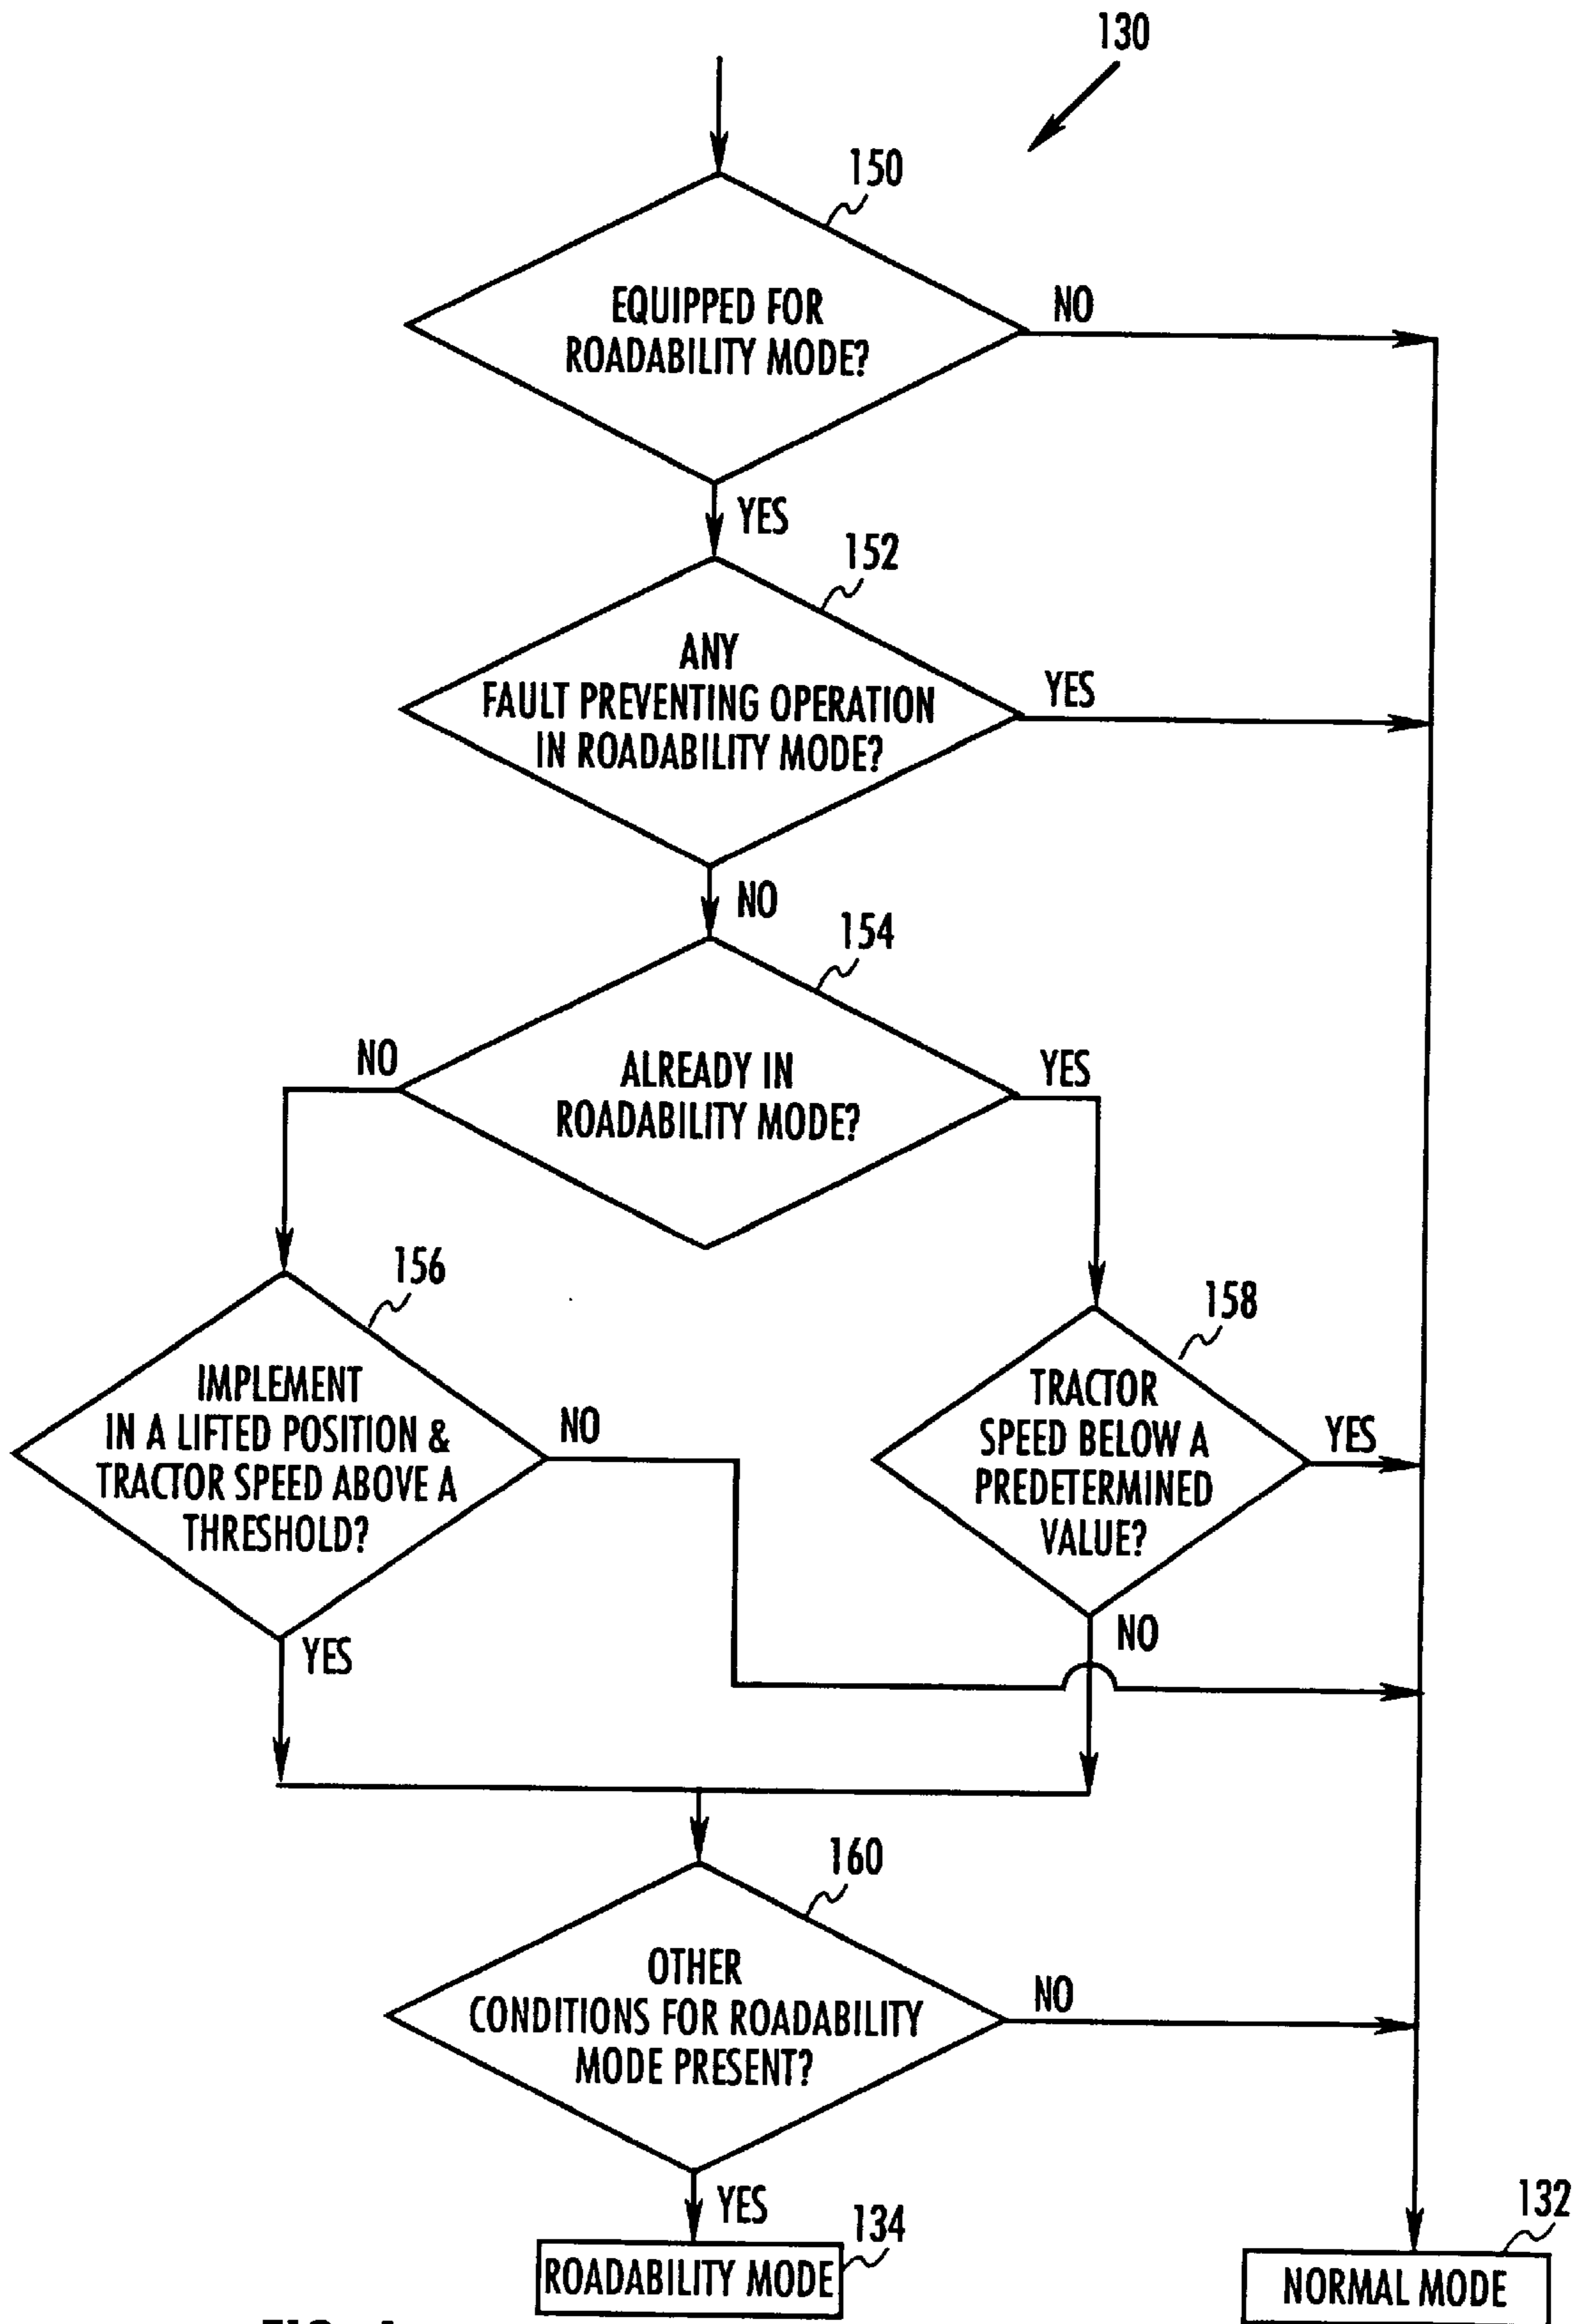 130
150
EQUIPPED FOR
ROADABILITY MODE?
NO
YES
152
ANY
FAULT PREVENTING OPERATION
IN ROADABILITY MODE?
YES
NO
154
ALREADY IN
ROADABILITY MODE?
NO
YES
156
IMPLEMENT
IN A LIFTED POSITION &
TRACTOR SPEED ABOVE A
THRESHOLD?
NO
YES
158
TRACTOR
SPEED BELOW A
PREDETERMINED
VALUE?
YES
NO
160
OTHER
CONDITIONS FOR ROADABILITY
MODE PRESENT?
NO
YES
134
ROADABILITY MODE
132
NORMAL MODE